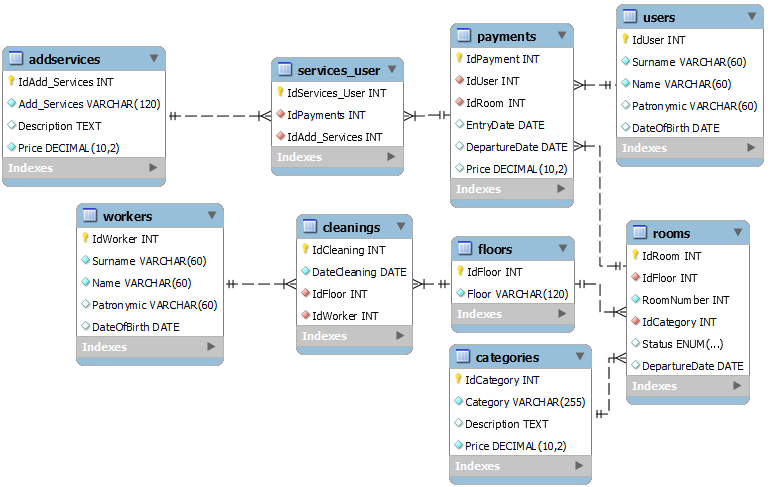 addservices
IdAdd_Services INT
Add_Services VARCHAR(120)
Description TEXT
Price DECIMAL(10,2)
Indexes
services_user
IdServices_User INT
IdPayments INT
IdAdd_Services INT
Indexes
payments
IdPayment INT
IdUser INT
IdRoom INT
EntryDate DATE
DepartureDate DATE
Price DECIMAL(10,2)
Indexes
users
IdUser INT
Surname VARCHAR(60)
Name VARCHAR(60)
Patronymic VARCHAR(60)
DateOfBirth DATE
Indexes
workers
IdWorker INT
Surname VARCHAR(60)
Name VARCHAR(60)
Patronymic VARCHAR(60)
DateOfBirth DATE
Indexes
cleanings
IdCleaning INT
DateCleaning DATE
IdFloor INT
IdWorker INT
Indexes
floors
IdFloor INT
Floor VARCHAR(120)
Indexes
rooms
IdRoom INT
IdFloor INT
RoomNumber INT
IdCategory INT
Status ENUM(...)
DepartureDate DATE
Indexes
categories
IdCategory INT
Category VARCHAR(255)
Description TEXT
Price DECIMAL(10,2)
Indexes